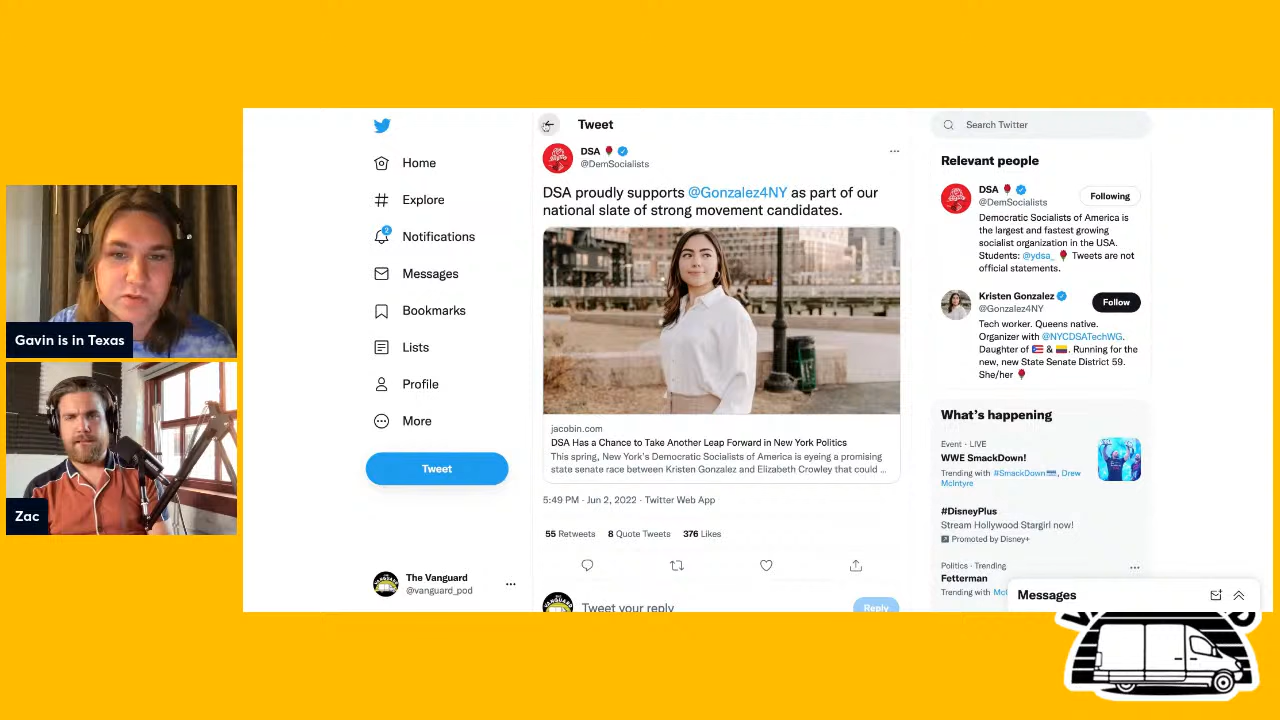 Gavin is in Texas
Zac
Home
Explore
2
Notifications
Messages
Bookmarks
Lists
Profile
More
Tweet
The Vanguard
@vanguard_pod
Tweet
DSA 🌹
@DemSocialists
DSA proudly supports @Gonzalez4NY as part of our
national slate of strong movement candidates.
jacobin.com
DSA Has a Chance to Take Another Leap Forward in New York Politics
This spring, New York's Democratic Socialists of America is eyeing a promising
state senate race between Kristen Gonzalez and Elizabeth Crowley that could ...
5:49 PM · Jun 2, 2022 · Twitter Web App
55 Retweets 8 Quote Tweets 376 Likes
Tweet your reply
Reply
Search Twitter
Relevant people
DSA 🌹
@DemSocialists
Following
Democratic Socialists of America is
the largest and fastest growing
socialist organization in the USA.
Students: @ydsa_ 🌹 Tweets are not
official statements.
Kristen Gonzalez
@Gonzalez4NY
Follow
Tech worker. Queens native.
Organizer with @NYCDSATechWG.
Daughter of 🇵🇷 & 🇨🇴. Running for the
new, new State Senate District 59.
She/her 🌹
What's happening
Event · LIVE
WWE SmackDown!
Trending with #SmackDown, Drew
McIntyre
#DisneyPlus
Stream Hollywood Stargirl now!
Promoted by Disney+
Politics · Trending
Fetterman
Trending with
Messages